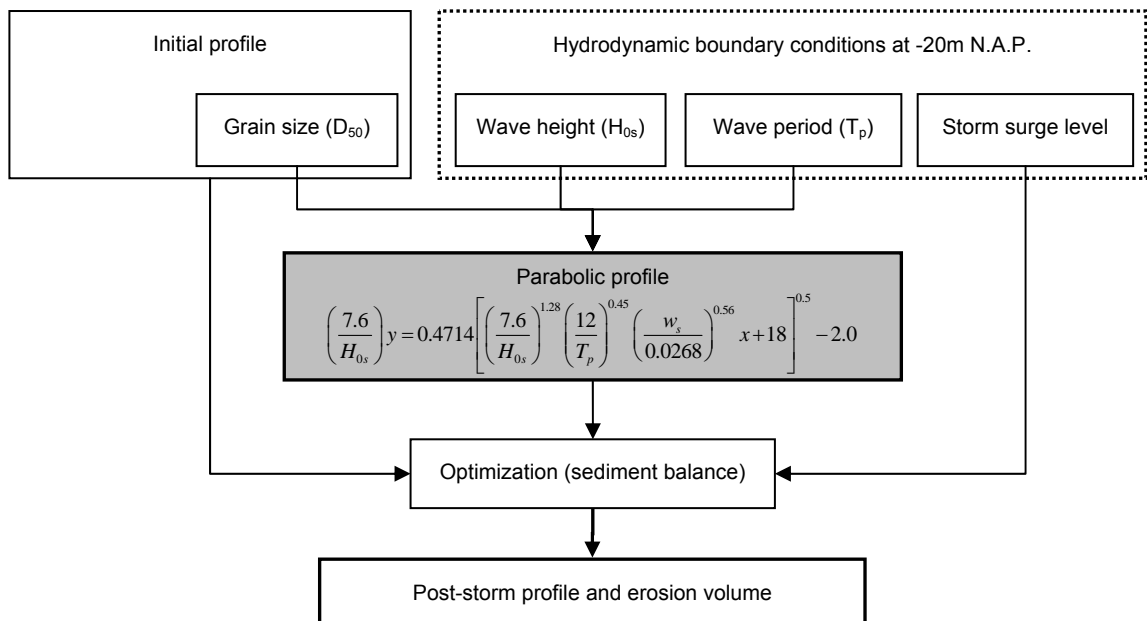 Initial profile
Hydrodynamic boundary conditions at -20m N.A.P.
Grain size (D₅₀)
Wave height (H₀ₛ)
Wave period (Tₚ)
Storm surge level
Parabolic profile
(7.6/H₀ₛ) y = 0.4714 [(7.6/H₀ₛ)^1.28 (12/Tₚ)^0.45 (wₛ/0.0268)^0.56 x + 18]^0.5 − 2.0
Optimization (sediment balance)
Post-storm profile and erosion volume